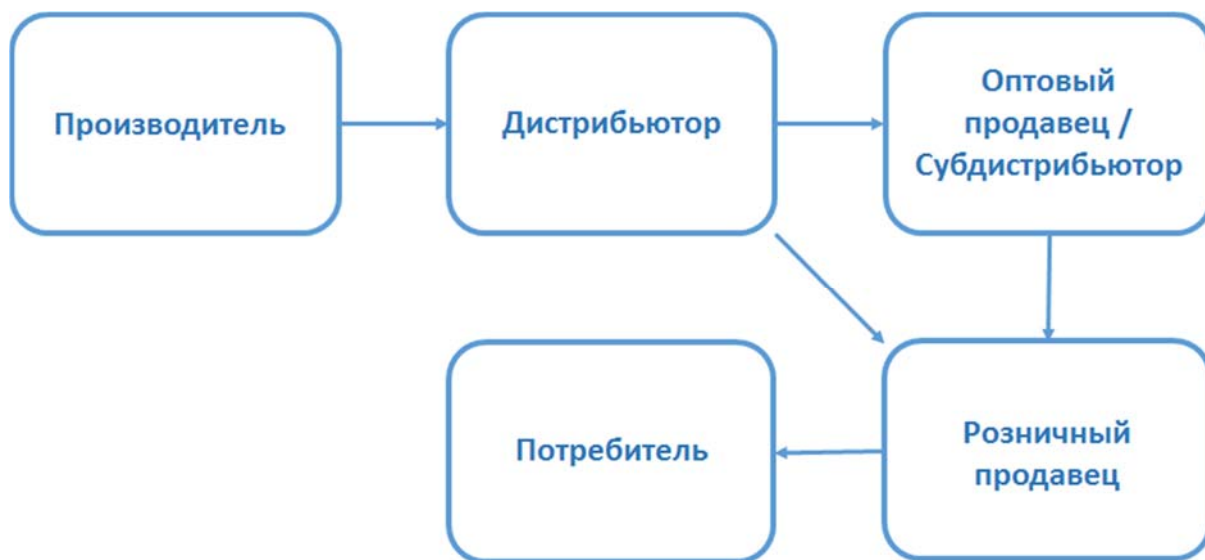 Производитель
Дистрибьютор
Оптовый
продавец /
Субдистрибьютор
Потребитель
Розничный
продавец